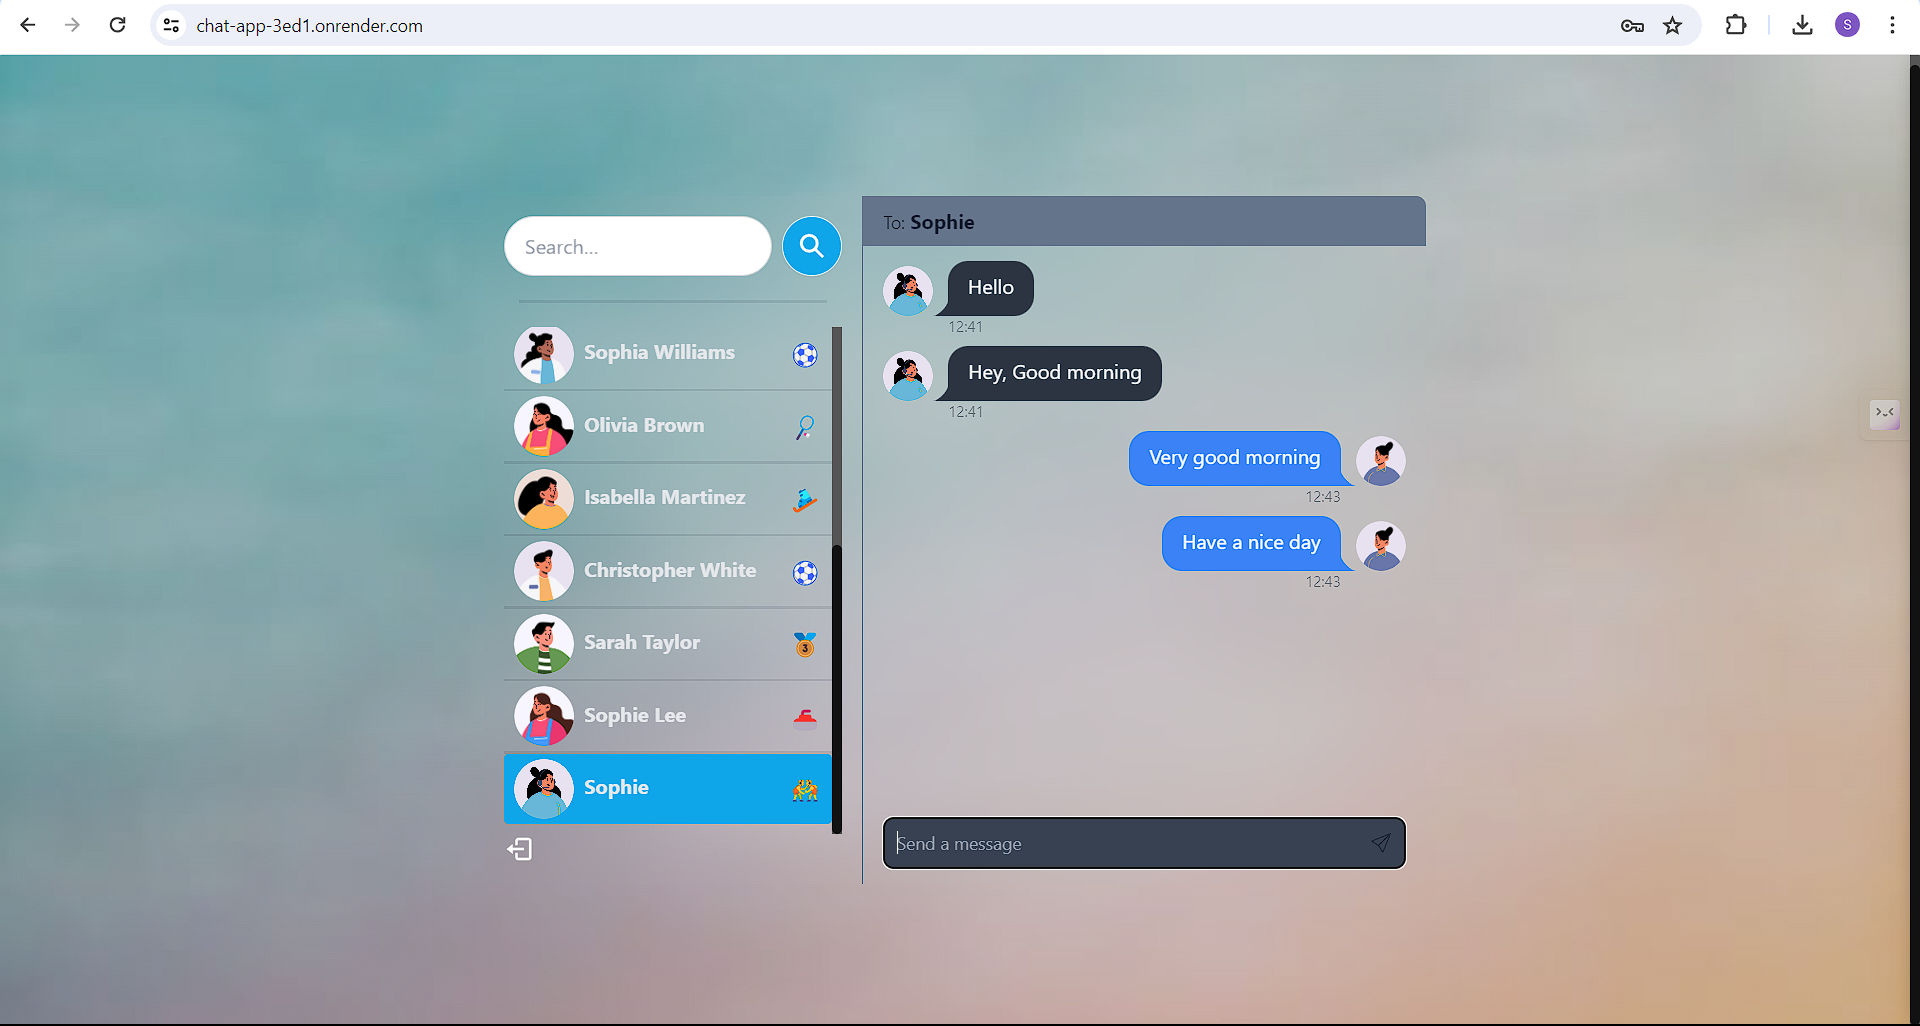 chat-app-3ed1.onrender.com
S
Search...
Sophia Williams
Olivia Brown
Isabella Martinez
Christopher White
Sarah Taylor
3
Sophie Lee
Sophie
To: Sophie
Hello
12:41
Hey, Good morning
12:41
Very good morning
12:43
Have a nice day
12:43
Send a message